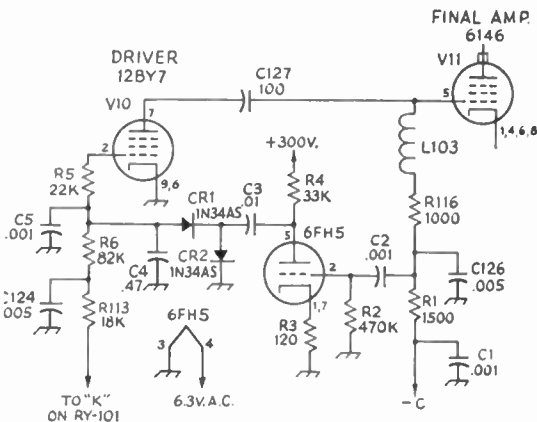 FINAL AMP.
6146
V11
5
1,4,6,8
DRIVER
12BY7
V10
7
2
9,6
C127
100
L103
+300V.
R5
22K
CR1
1N34AS
C3
.01
R4
33K
C5
.001
R6
82K
C4
.47
CR2
1N34AS
5
6FH5
2
1,7
C2
.001
R116
1000
C126
.005
C124
.005
R113
18K
6FH5
3
4
R3
120
R2
470K
R1
1500
C1
.001
TO "K"
ON RY-101
6.3V. A.C.
-C